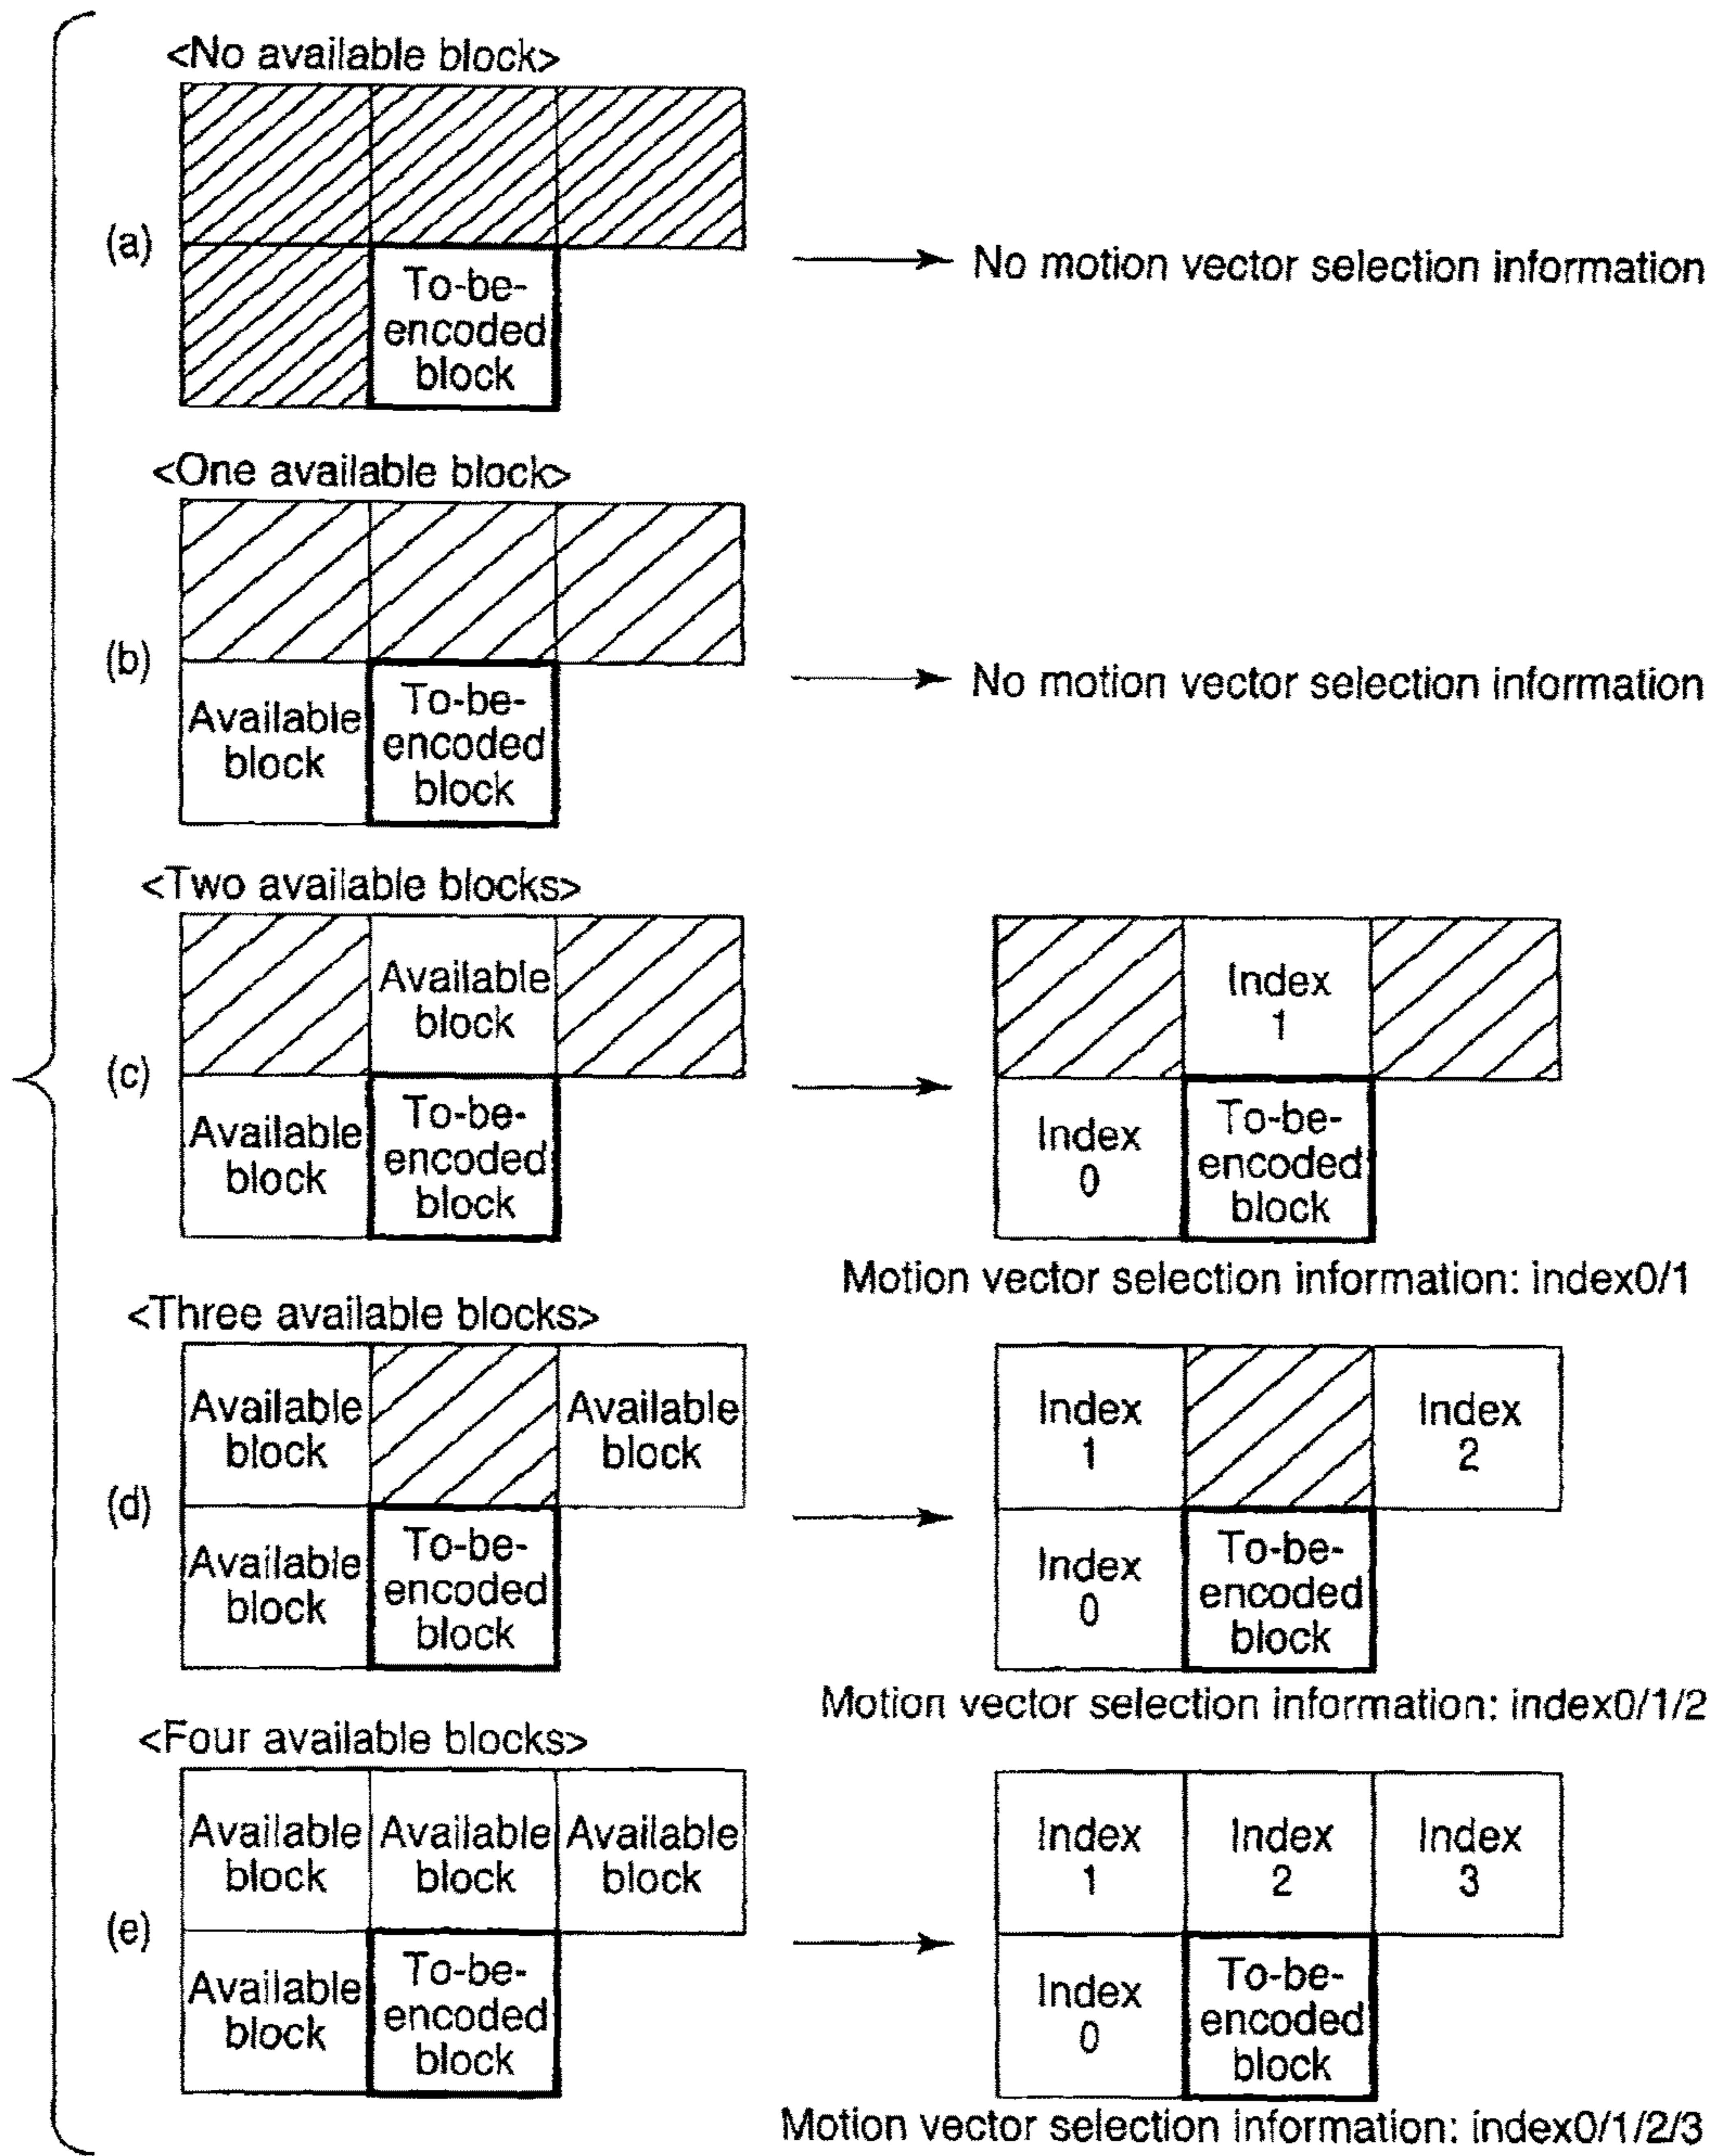 <No available block>
(a)
To-be-
encoded
block
No motion vector selection information
<One available block>
(b)
Available
block
To-be-
encoded
block
No motion vector selection information
<Two available blocks>
(c)
Available
block
Available
block
To-be-
encoded
block
Index
1
Index
0
To-be-
encoded
block
Motion vector selection information: index0/1
<Three available blocks>
(d)
Available
block
Available
block
Available
block
To-be-
encoded
block
Index
1
Index
2
Index
0
To-be-
encoded
block
Motion vector selection information: index0/1/2
<Four available blocks>
(e)
Available
block
Available
block
Available
block
Available
block
To-be-
encoded
block
Index
1
Index
2
Index
3
Index
0
To-be-
encoded
block
Motion vector selection information: index0/1/2/3